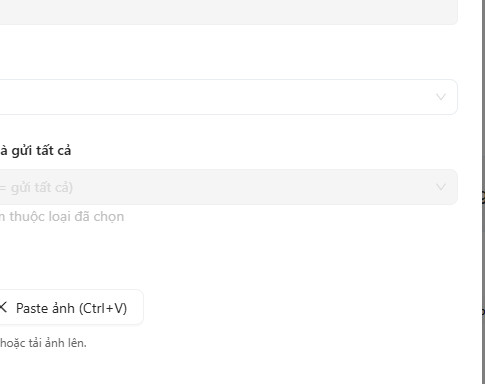 à gửi tất cả
= gửi tất cả)
thuộc loại đã chọn
Paste ảnh (Ctrl+V)
hoặc tải ảnh lên.